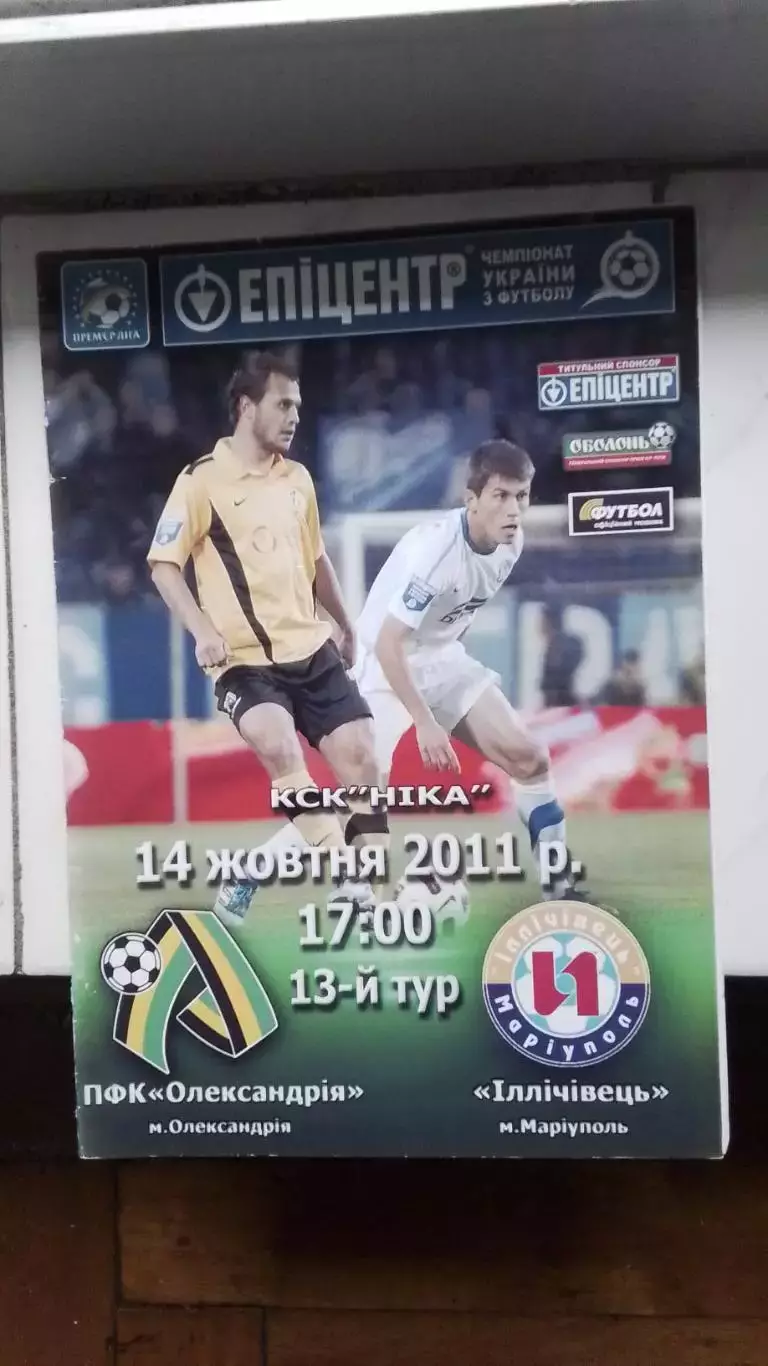 ПРЕМ'ЄР ЛІГА
ЕПІЦЕНТР®
ЧЕМПІОНАТ
УКРАЇНИ
З ФУТБОЛУ
ТИТУЛЬНИЙ СПОНСОР
ЕПІЦЕНТР®
ОБОЛОНЬ
ФУТБОЛ
КСК"НІКА"
14 жовтня 2011 р.
17:00
13-й тур
Іллічівець
И
Маріуполь
ПФК«Олександрія»
«Іллічівець»
м.Олександрія
м.Маріуполь